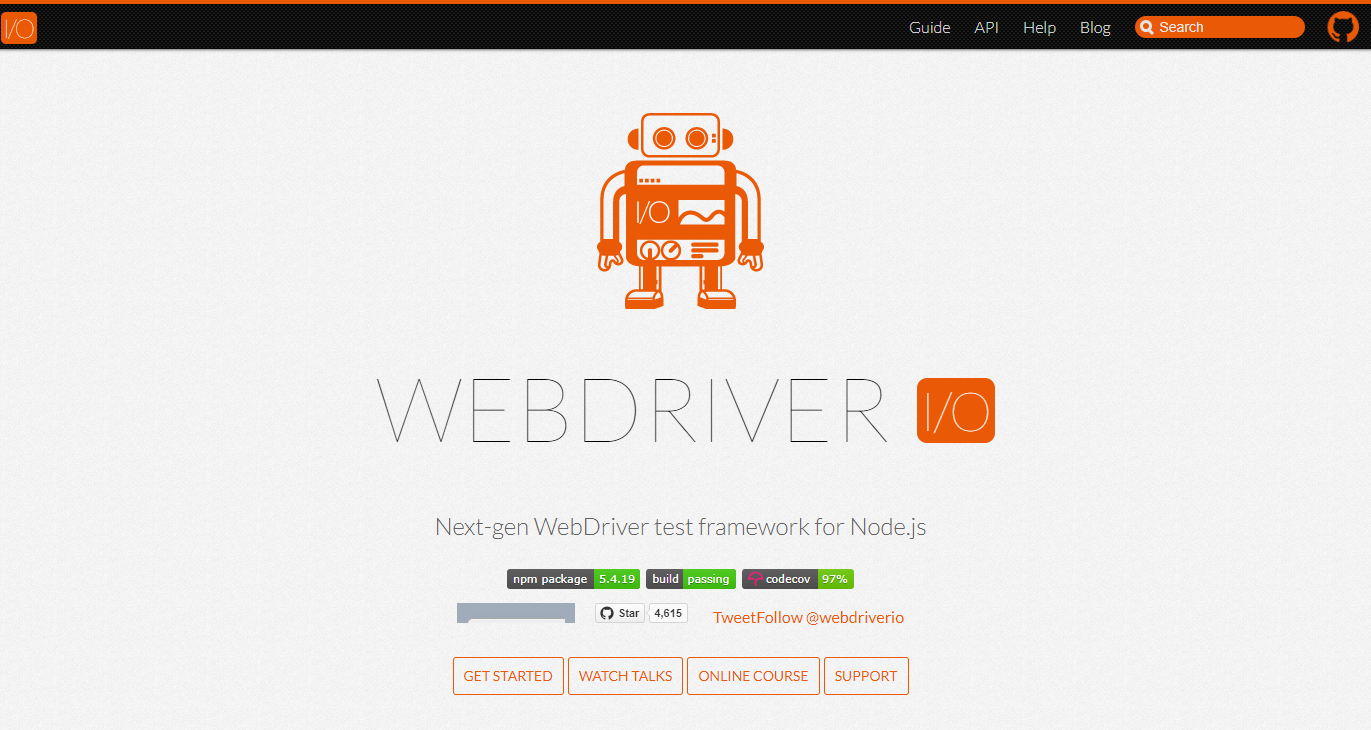 I/O Guide API Help Blog Search
I/O
WEBDRIVER I/O
Next-gen WebDriver test framework for Node.js
npm package 5.4.19 build passing codecov 97%
Star 4,615 TweetFollow @webdriverio
GET STARTED WATCH TALKS ONLINE COURSE SUPPORT